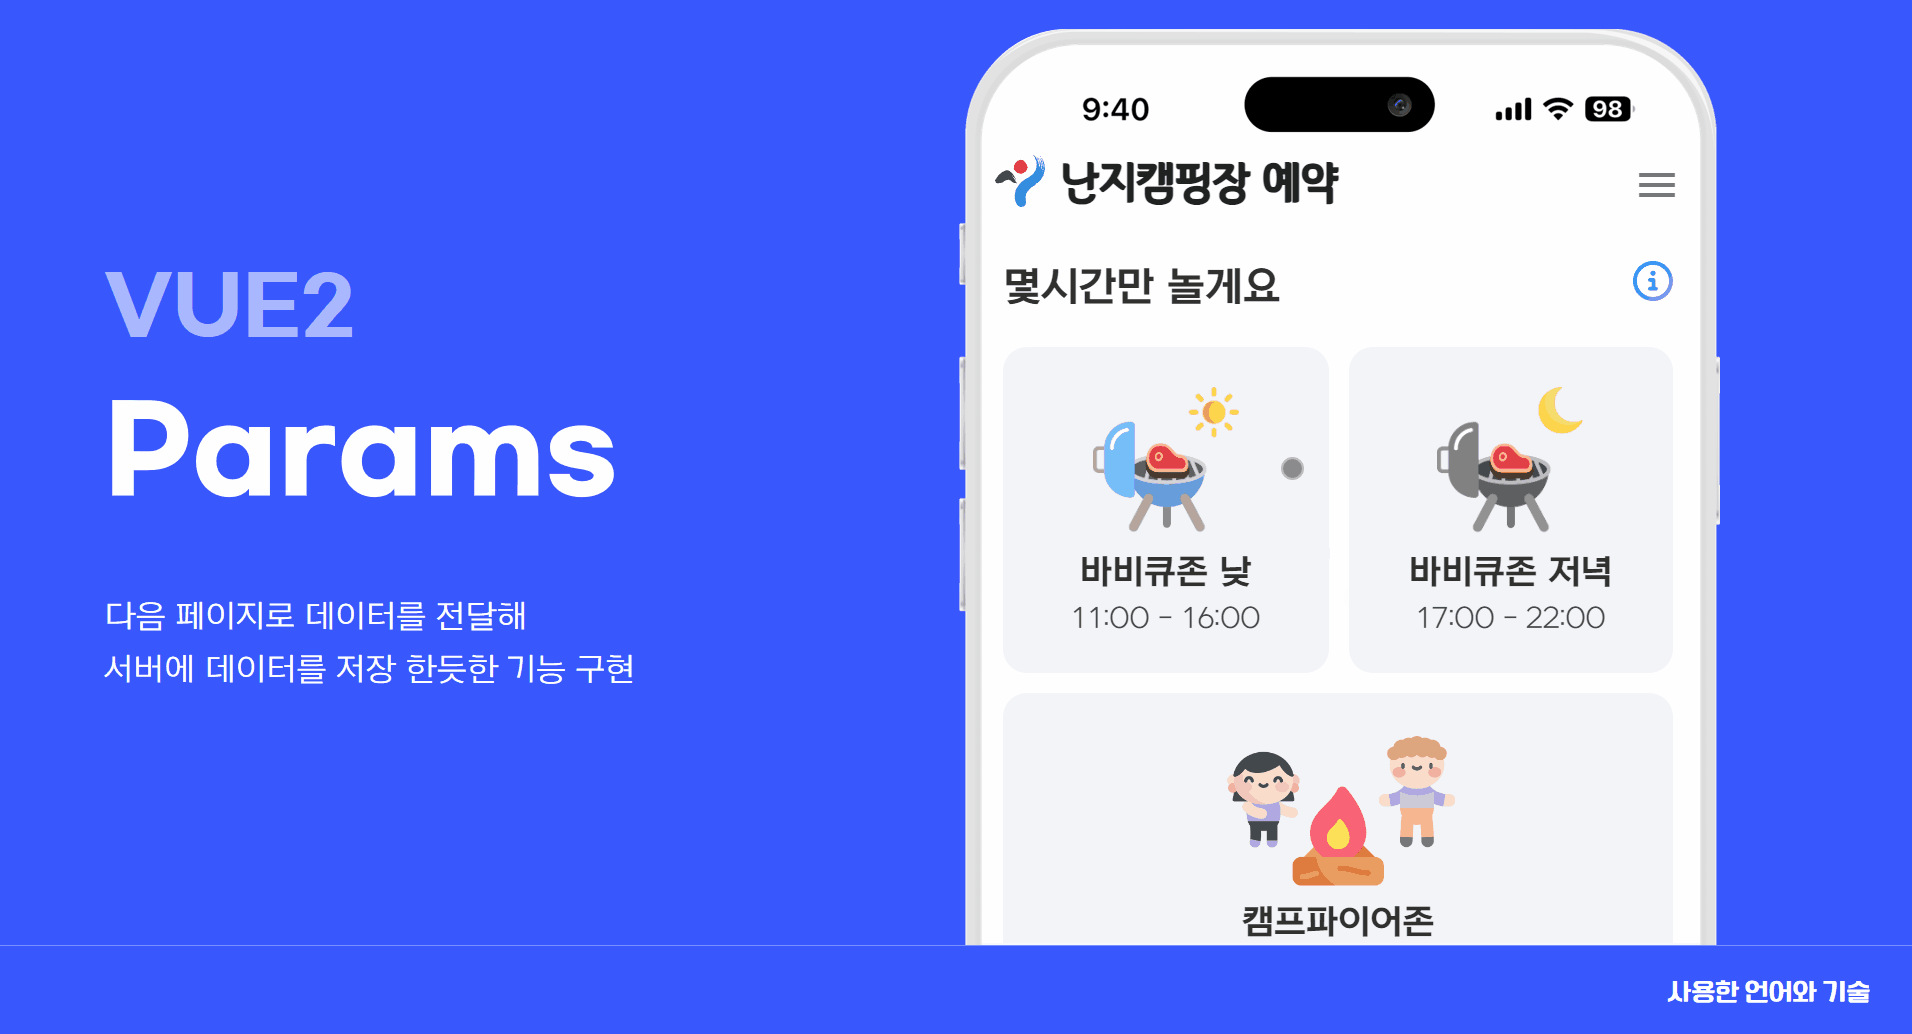 VUE2
Params
다음 페이지로 데이터를 전달해
서버에 데이터를 저장 한듯한 기능 구현
9:40
98
난지캠핑장 예약
몇시간만 놀게요
바비큐존 낮
11:00 - 16:00
바비큐존 저녁
17:00 - 22:00
캠프파이어존
사용한 언어와 기술